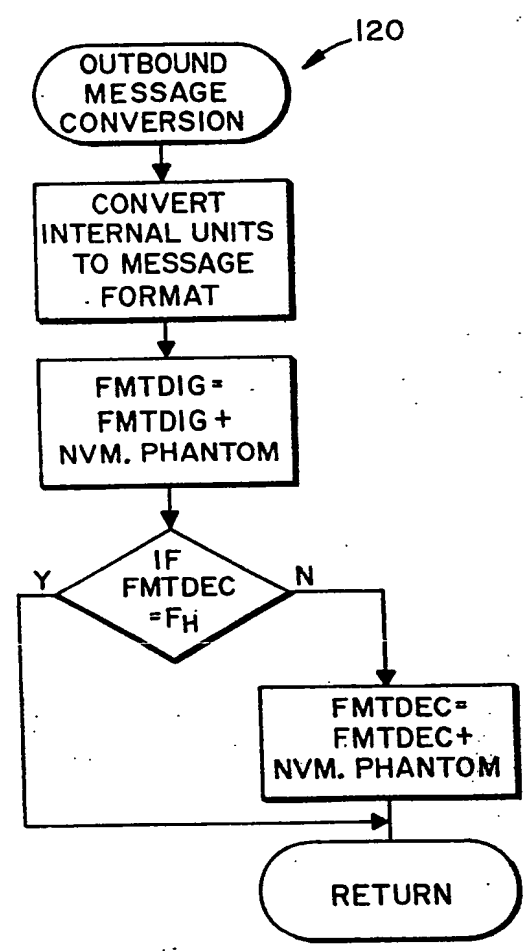 120
OUTBOUND
MESSAGE
CONVERSION
CONVERT
INTERNAL UNITS
TO MESSAGE
FORMAT
FMTDIG=
FMTDIG+
NVM. PHANTOM
IF
FMTDEC
=FH
Y
N
FMTDEC=
FMTDEC+
NVM. PHANTOM
RETURN